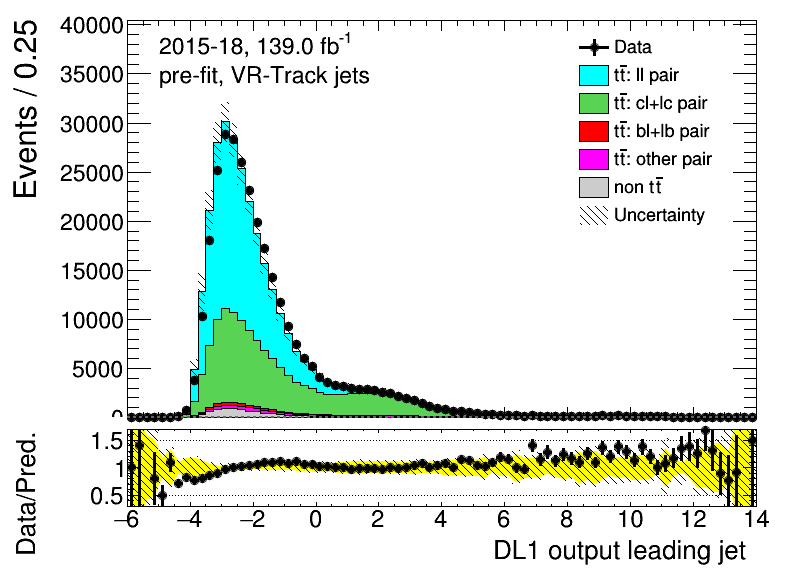 40000
35000
30000
25000
20000
15000
10000
5000
0
Events / 0.25
2015-18, 139.0 fb⁻¹
pre-fit, VR-Track jets
Data
tt̄: ll pair
tt̄: cl+lc pair
tt̄: bl+lb pair
tt̄: other pair
non tt̄
Uncertainty
1.5
1
0.5
Data/Pred.
−6 −4 −2 0 2 4 6 8 10 12 14
DL1 output leading jet